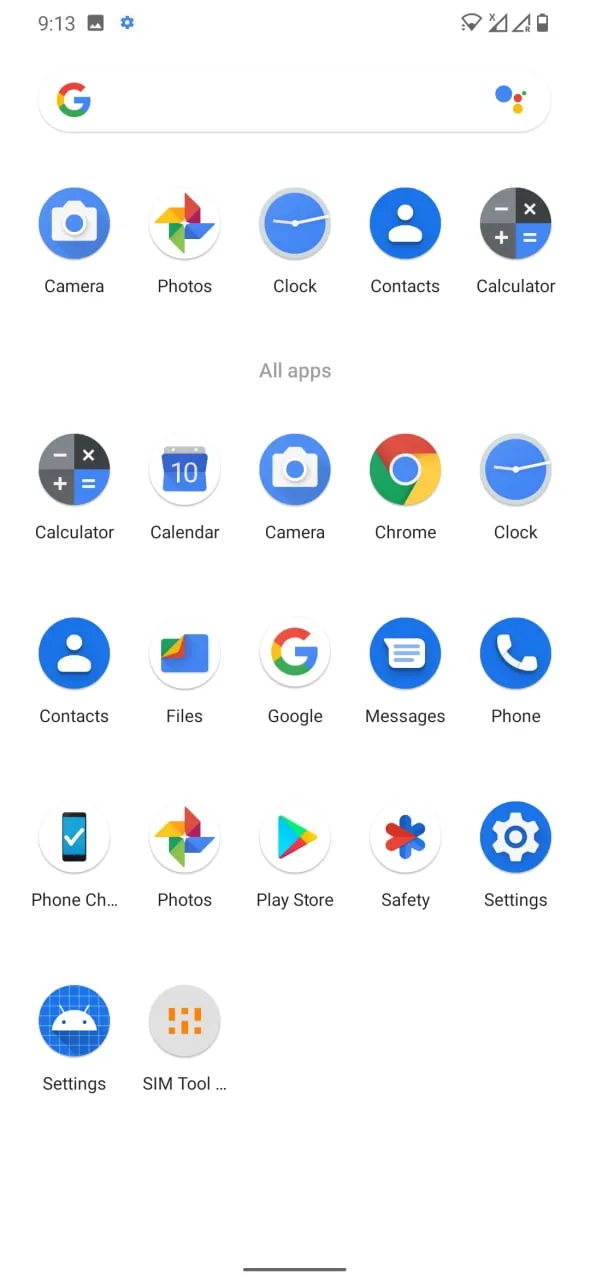 9:13
X
R
Camera Photos Clock Contacts Calculator
All apps
Calculator Calendar Camera Chrome Clock
10
Contacts Files Google Messages Phone
Phone Ch... Photos Play Store Safety Settings
Settings SIM Tool ...